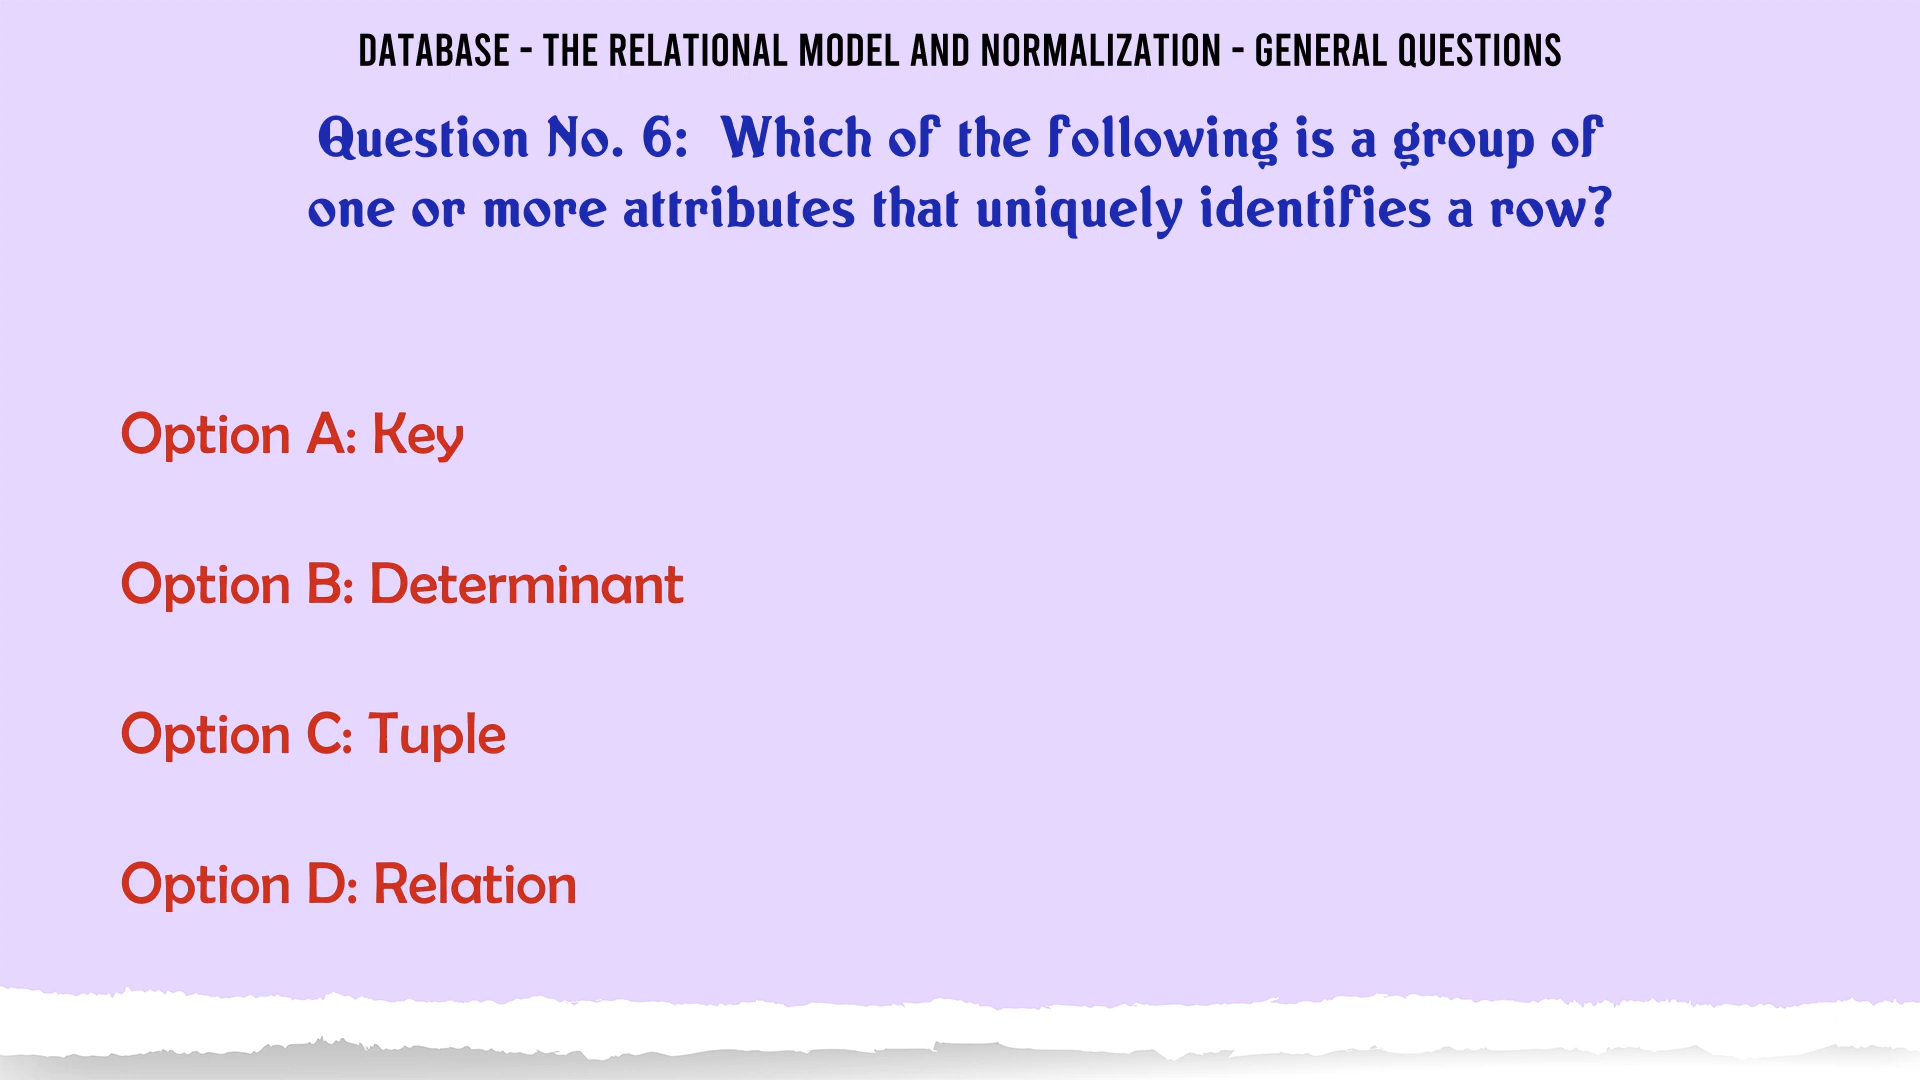 DATABASE - THE RELATIONAL MODEL AND NORMALIZATION - GENERAL QUESTIONS
Question No. 6: Which of the following is a group of
one or more attributes that uniquely identifies a row?
Option A: Key
Option B: Determinant
Option C: Tuple
Option D: Relation